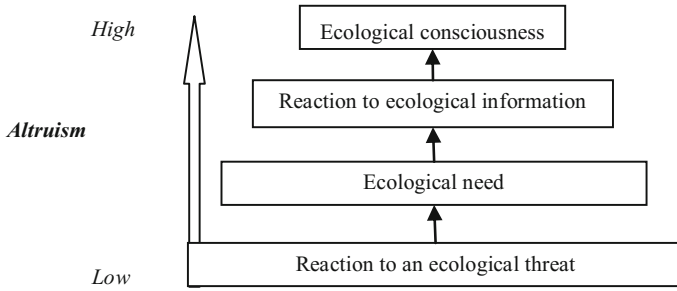 High
Ecological consciousness
Reaction to ecological information
Altruism
Ecological need
Reaction to an ecological threat
Low